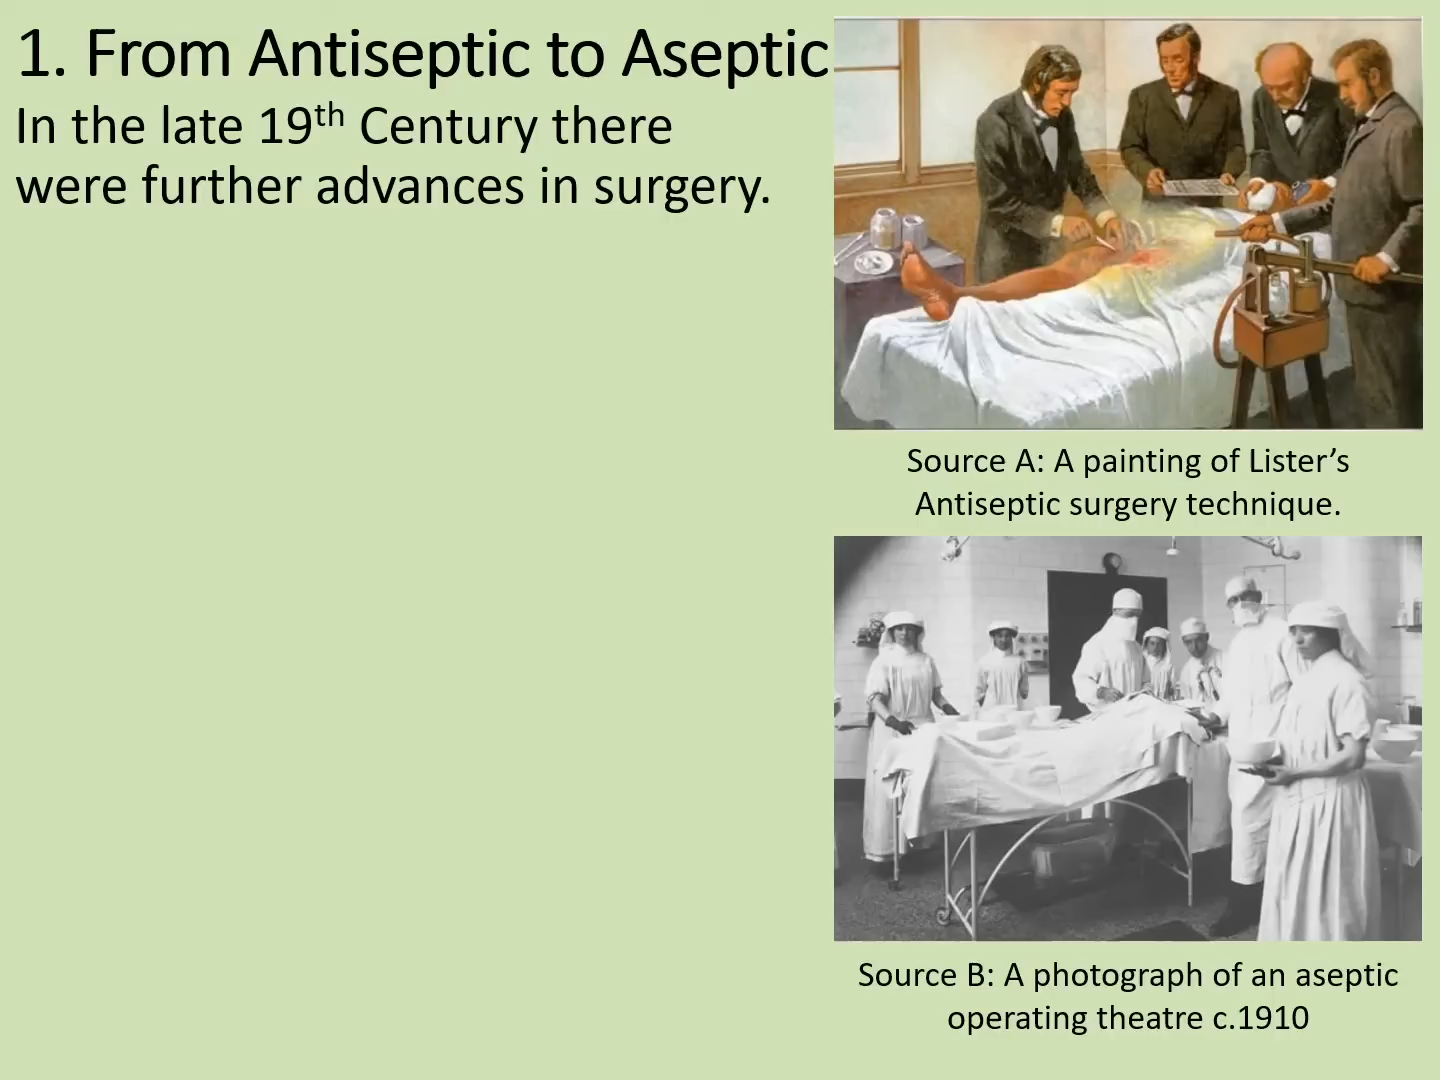 1. From Antiseptic to Aseptic
In the late 19th Century there
were further advances in surgery.
Source A: A painting of Lister’s
Antiseptic surgery technique.
Source B: A photograph of an aseptic
operating theatre c.1910